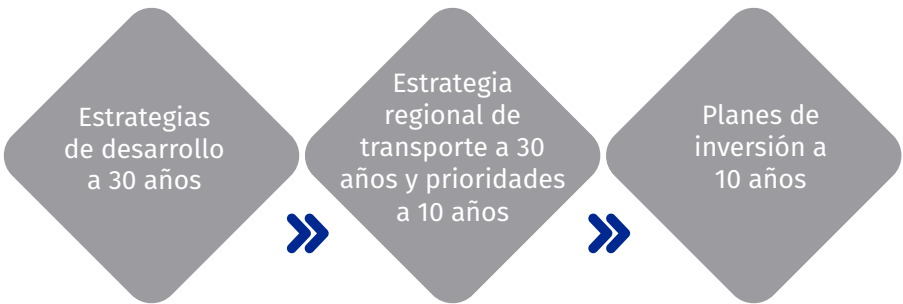 Estrategias
de desarrollo
a 30 años
Estrategia
regional de
transporte a 30
años y prioridades
a 10 años
Planes de
inversión a
10 años